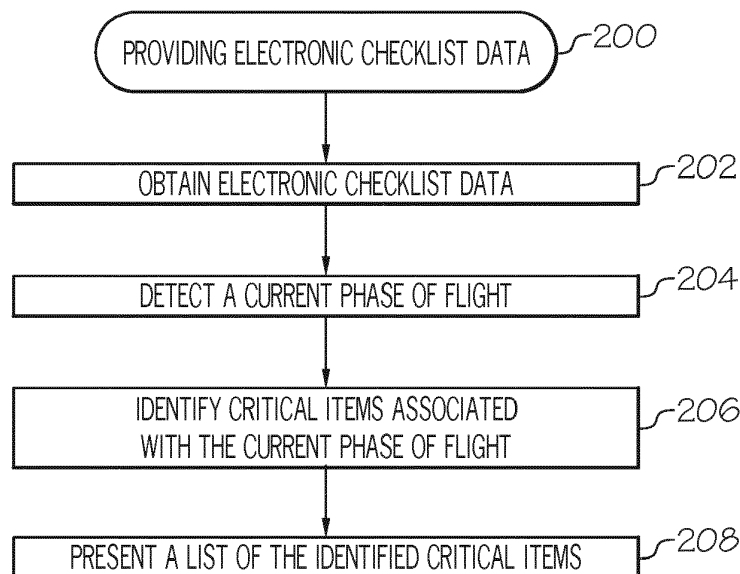 PROVIDING ELECTRONIC CHECKLIST DATA
200
OBTAIN ELECTRONIC CHECKLIST DATA
202
DETECT A CURRENT PHASE OF FLIGHT
204
IDENTIFY CRITICAL ITEMS ASSOCIATED
WITH THE CURRENT PHASE OF FLIGHT
206
PRESENT A LIST OF THE IDENTIFIED CRITICAL ITEMS
208